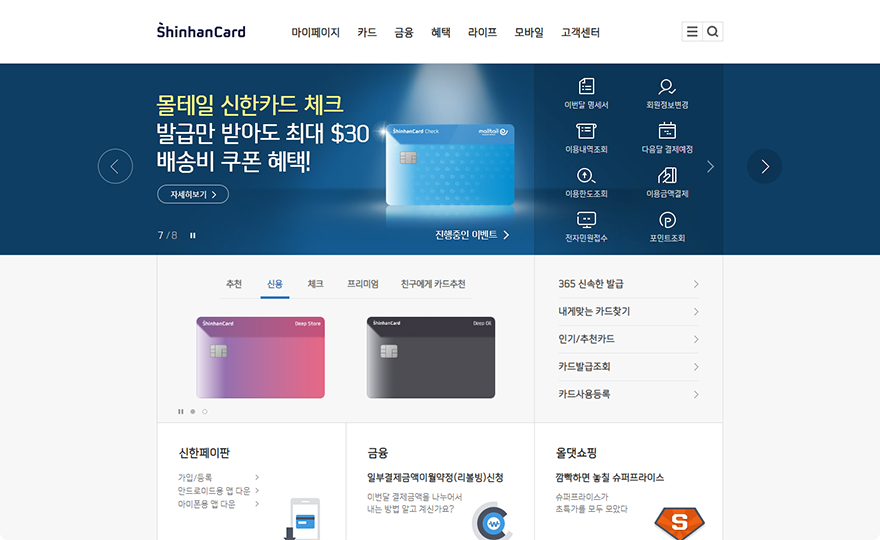 ShinhanCard
마이페이지 카드 금융 혜택 라이프 모바일 고객센터
몰테일 신한카드 체크
발급만 받아도 최대 $30
배송비 쿠폰 혜택!
자세히보기
7 / 8
진행중인 이벤트
ShinhanCard Check
malltail
이번달 명세서
회원정보변경
이용내역조회
다음달 결제예정
이용한도조회
이용금액결제
전자민원접수
포인트조회
추천 신용 체크 프리미엄 친구에게 카드추천
ShinhanCard Deep Store
ShinhanCard Deep Oil
365 신속한 발급
내게맞는 카드찾기
인기/추천카드
카드발급조회
카드사용등록
신한페이판
가입/등록
안드로이드용 앱 다운
아이폰용 앱 다운
금융
일부결제금액이월약정(리볼빙)신청
이번달 결제금액을 나누어서
내는 방법 알고 계신가요?
올댓쇼핑
깜빡하면 놓칠 슈퍼프라이스
슈퍼프라이스가
초특가를 모두 모았다
S